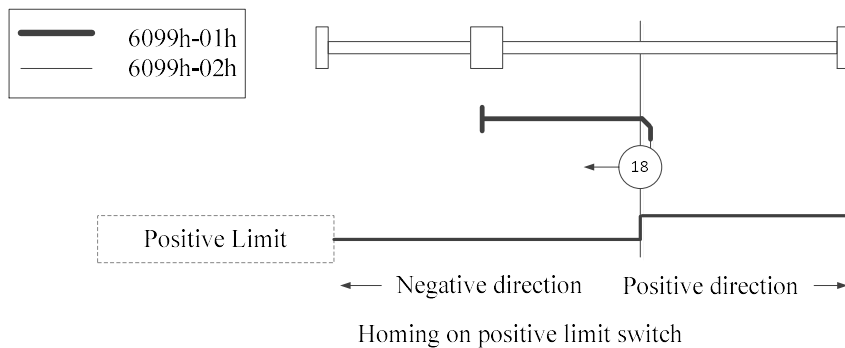 6099h-01h
6099h-02h
18
Positive Limit
Negative direction Positive direction
Homing on positive limit switch